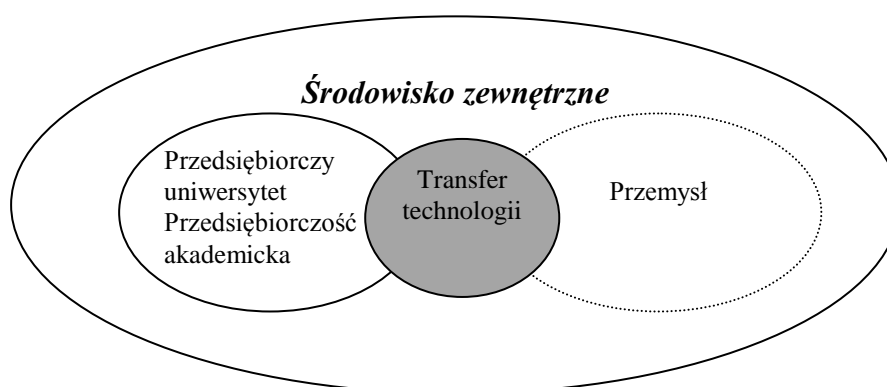 Środowisko zewnętrzne
Przedsiębiorczy
uniwersytet
Przedsiębiorczość
akademicka
Transfer
technologii
Przemysł